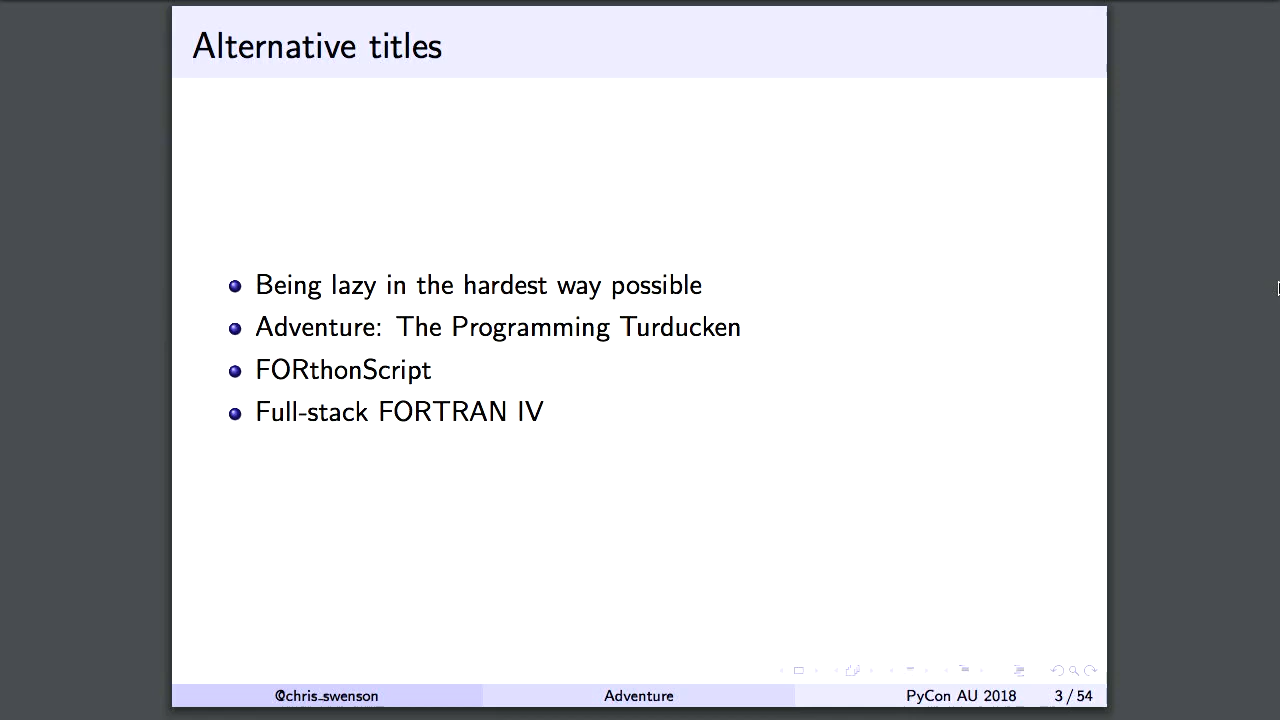 Alternative titles
Being lazy in the hardest way possible
Adventure: The Programming Turducken
FORthonScript
Full-stack FORTRAN IV
@chris_swenson Adventure PyCon AU 2018 3 / 54